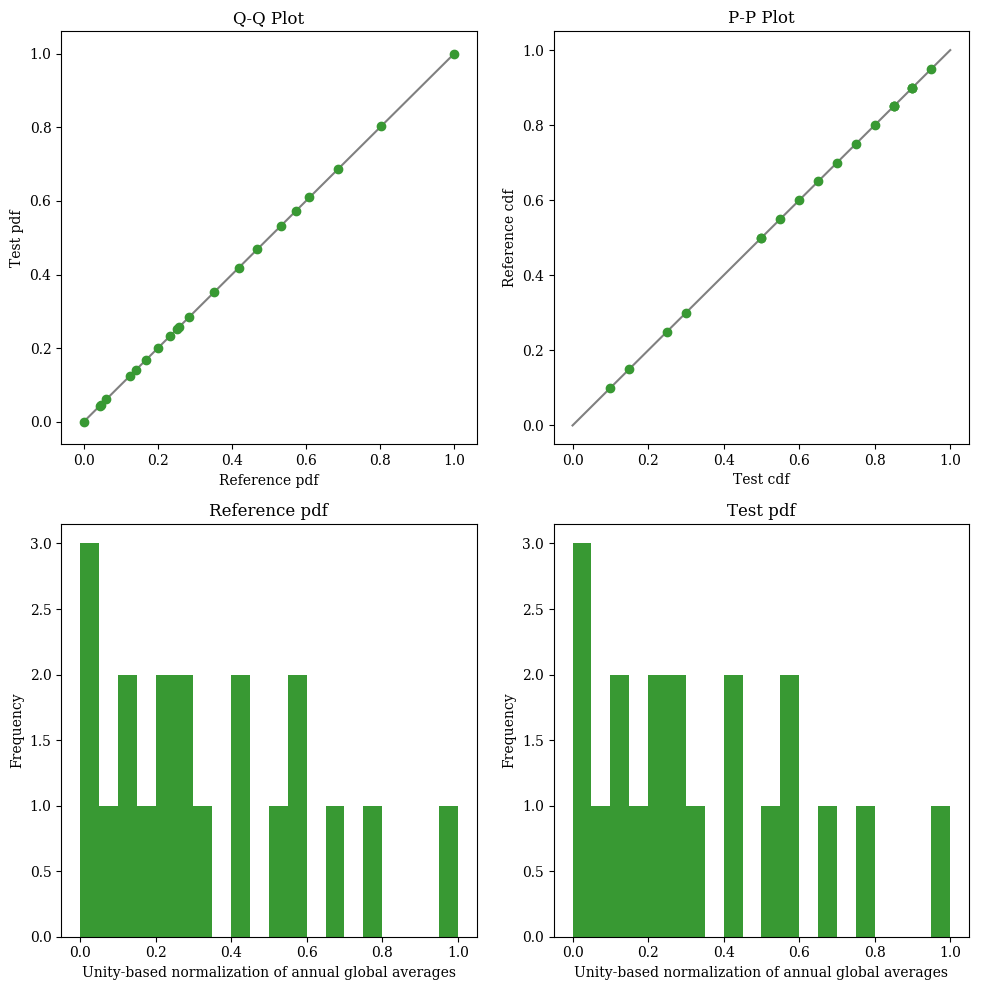 Q-Q Plot
Test pdf
1.0
0.8
0.6
0.4
0.2
0.0
0.0 0.2 0.4 0.6 0.8 1.0
Reference pdf
P-P Plot
Reference cdf
1.0
0.8
0.6
0.4
0.2
0.0
0.0 0.2 0.4 0.6 0.8 1.0
Test cdf
Reference pdf
Frequency
3.0
2.5
2.0
1.5
1.0
0.5
0.0
0.0 0.2 0.4 0.6 0.8 1.0
Unity-based normalization of annual global averages
Test pdf
Frequency
3.0
2.5
2.0
1.5
1.0
0.5
0.0
0.0 0.2 0.4 0.6 0.8 1.0
Unity-based normalization of annual global averages